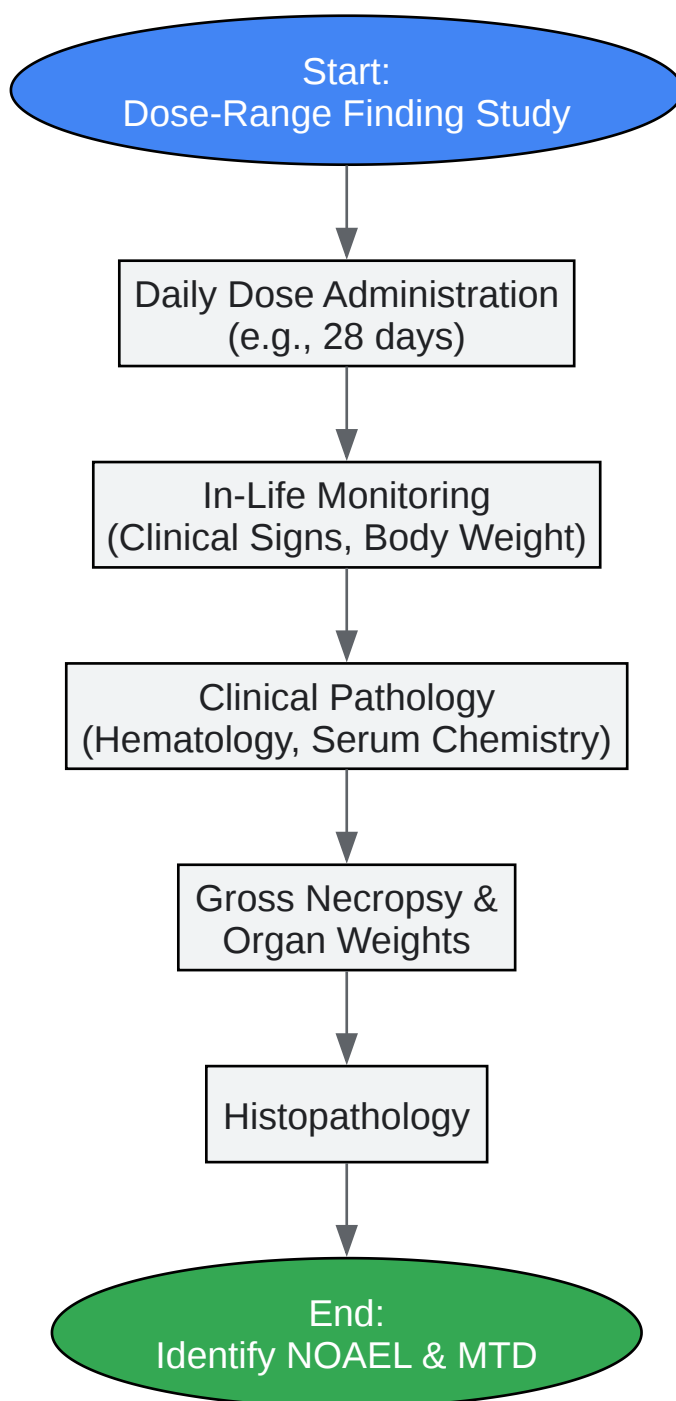 Start:
Dose-Range Finding Study
Daily Dose Administration
(e.g., 28 days)
In-Life Monitoring
(Clinical Signs, Body Weight)
Clinical Pathology
(Hematology, Serum Chemistry)
Gross Necropsy &
Organ Weights
Histopathology
End:
Identify NOAEL & MTD